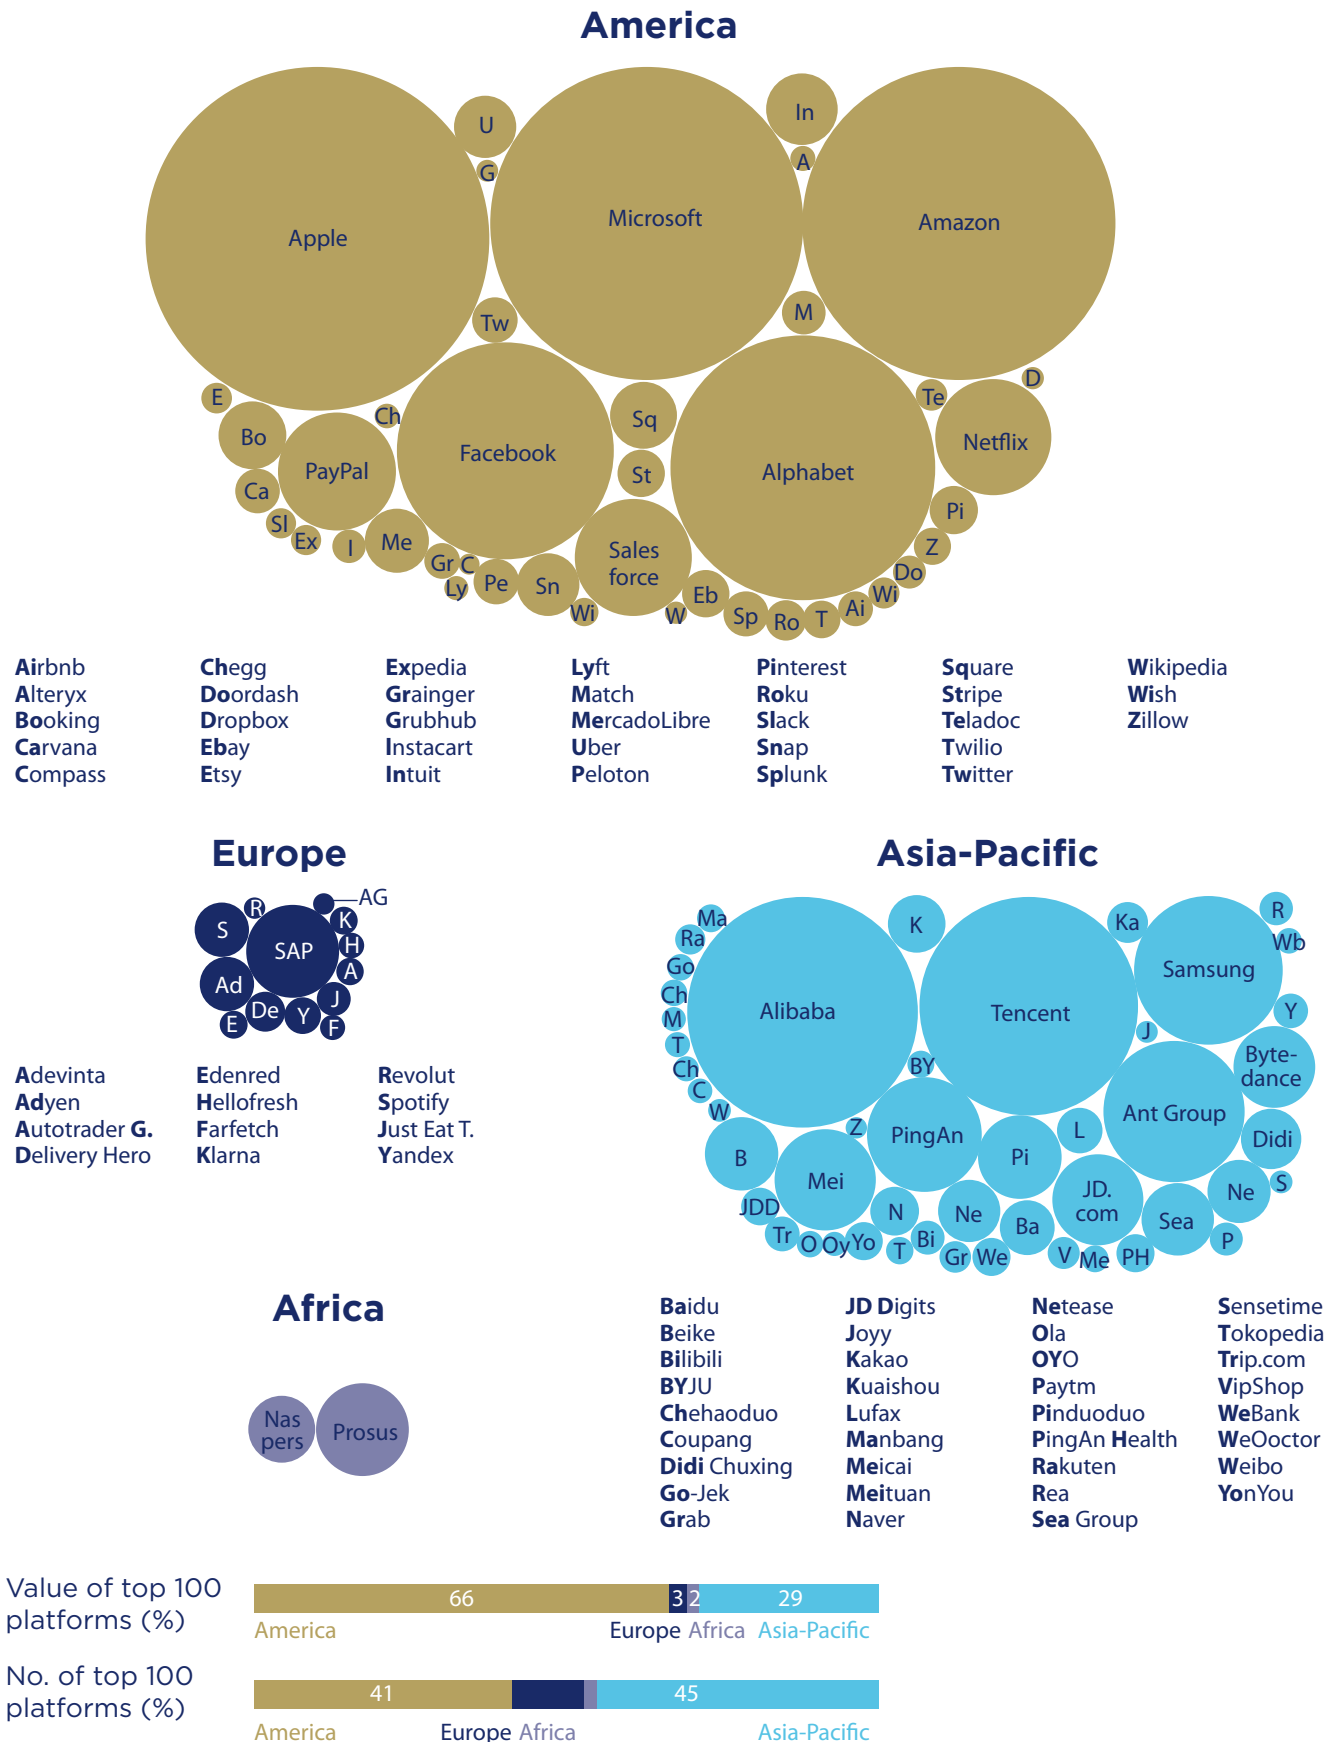 America
U
In
G
A
Apple
Microsoft
Amazon
Tw
M
E
Ch
Te
D
Bo
Sq
PayPal
Facebook
St
Alphabet
Netflix
Ca
Sl
Ex
I
Me
Gr
C
Ly
Pe
Sn
Wi
Sales
force
W
Eb
Sp
Ro
T
Ai
Wi
Do
Z
Pi
Airbnb
Alteryx
Booking
Carvana
Compass
Chegg
Doordash
Dropbox
Ebay
Etsy
Expedia
Grainger
Grubhub
Instacart
Intuit
Lyft
Match
MercadoLibre
Uber
Peloton
Pinterest
Roku
Slack
Snap
Splunk
Square
Stripe
Teladoc
Twilio
Twitter
Wikipedia
Wish
Zillow
Europe
AG
R
S
SAP
K
H
A
Ad
De
Y
J
E
F
Adevinta
Adyen
Autotrader G.
Delivery Hero
Edenred
Hellofresh
Farfetch
Klarna
Revolut
Spotify
Just Eat T.
Yandex
Asia-Pacific
Ma
Ra
Go
Ch
M
T
Ch
C
W
Alibaba
K
Tencent
Ka
Samsung
R
Wb
Y
J
Byte-
dance
BY
Z
PingAn
L
Ant Group
Didi
B
Mei
Pi
JD.
com
Sea
Ne
S
JDD
Tr
O
Oy
Yo
N
T
Bi
Ne
Gr
We
Ba
V
Me
PH
P
Baidu
Beike
Bilibili
BYJU
Chehaoduo
Coupang
Didi Chuxing
Go-Jek
Grab
JD Digits
Joyy
Kakao
Kuaishou
Lufax
Manbang
Meicai
Meituan
Naver
Netease
Ola
OYO
Paytm
Pinduoduo
PingAn Health
Rakuten
Rea
Sea Group
Sensetime
Tokopedia
Trip.com
VipShop
WeBank
WeOoctor
Weibo
YonYou
Africa
Nas
pers
Prosus
Value of top 100
platforms (%)
66
3
2
29
America
Europe
Africa
Asia-Pacific
No. of top 100
platforms (%)
41
45
America
Europe
Africa
Asia-Pacific